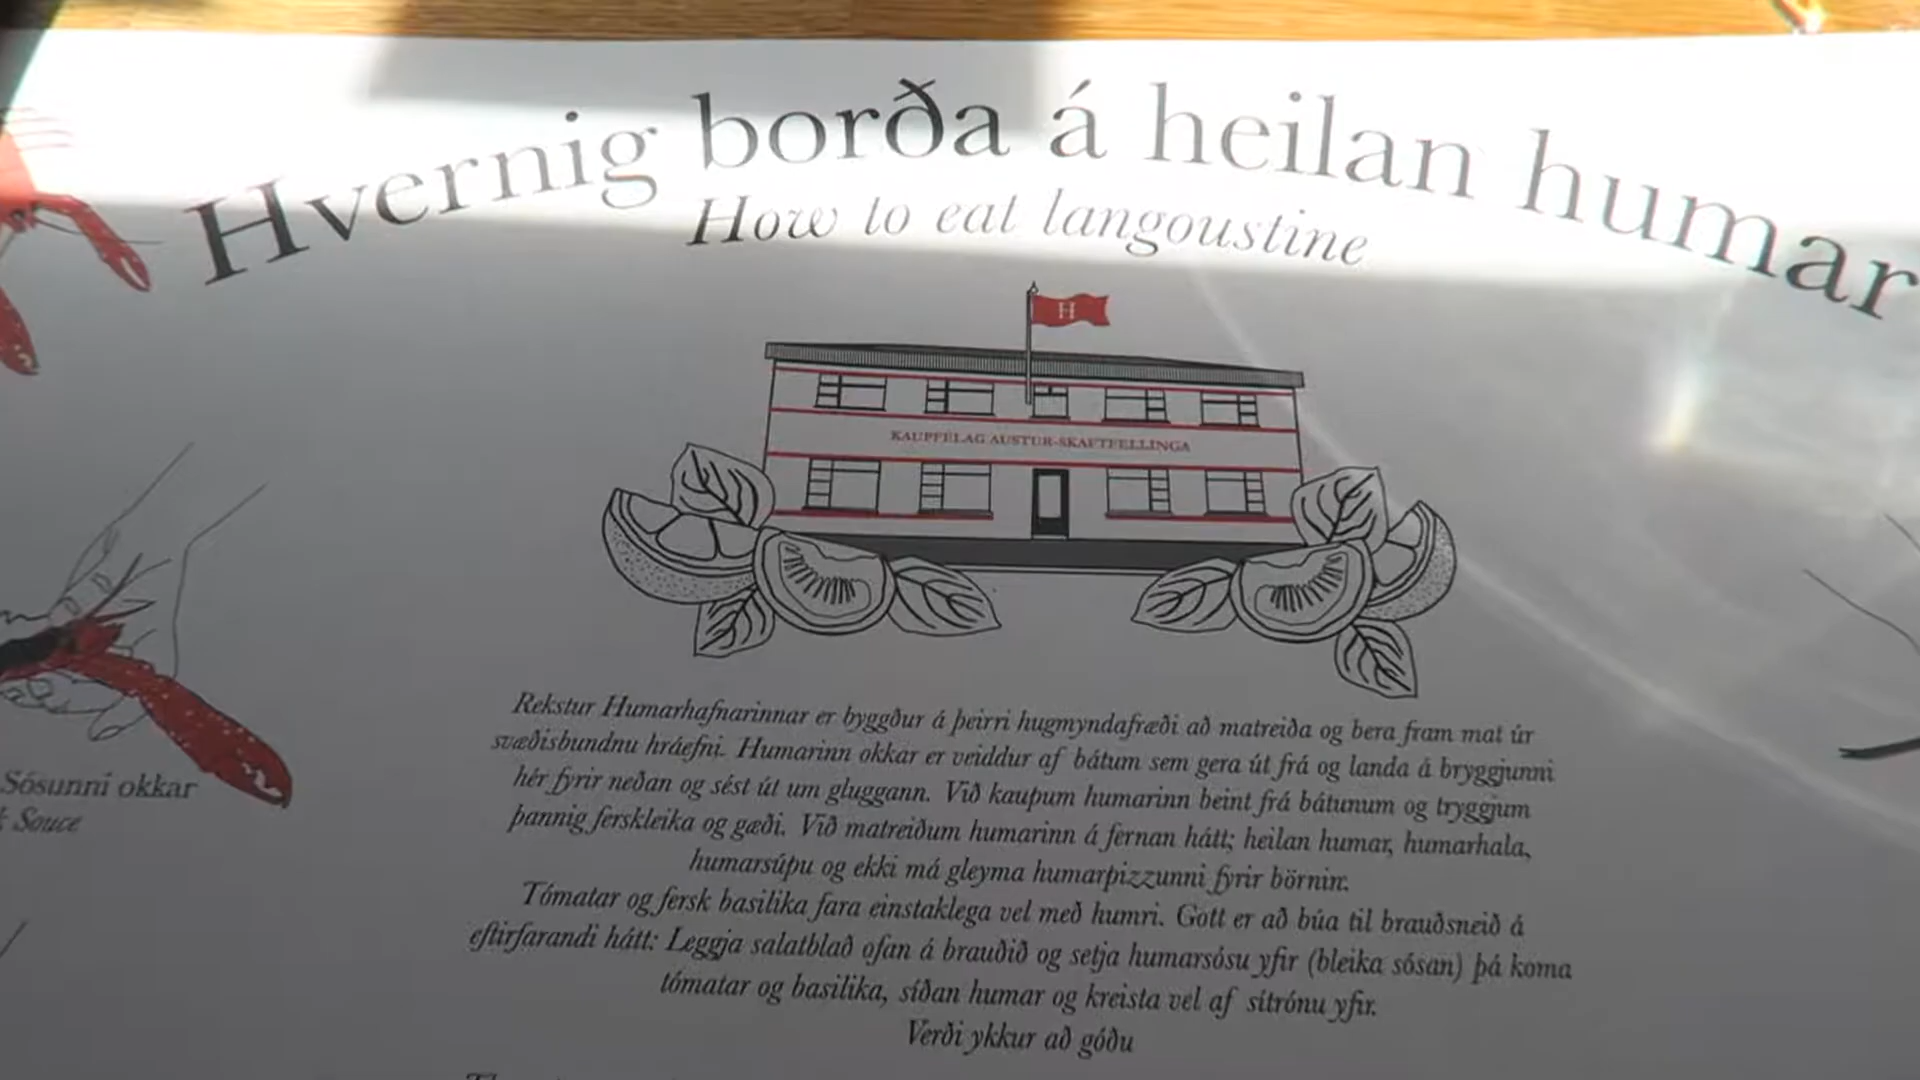 Hvernig borða á heilan humar
How to eat langoustine
H
KAUPFÉLAG AUSTUR-SKAFTFELLINGA
Sósunni okkar
Souce
Rekstur Humarhafnarinnar er byggður á þeirri hugmyndafræði að matreiða og bera fram mat úr
svæðisbundnu hráefni. Humarinn okkar er veiddur af bátum sem gera út frá og landa á bryggjunni
hér fyrir neðan og sést út um gluggann. Við kaupum humarinn beint frá bátunum og tryggjum
þannig ferskleika og gæði. Við matreiðum humarinn á fernan hátt; heilan humar, humarhala,
humarsúpu og ekki má gleyma humarpizzunni fyrir börnin.
Tómatar og fersk basilika fara einstaklega vel með humri. Gott er að búa til brauðsneið á
eftirfarandi hátt: Leggja salatblað ofan á brauðið og setja humarsósu yfir (bleika sósan) þá koma
tómatar og basilika, síðan humar og kreista vel af sítrónu yfir.
Verði ykkur að góðu